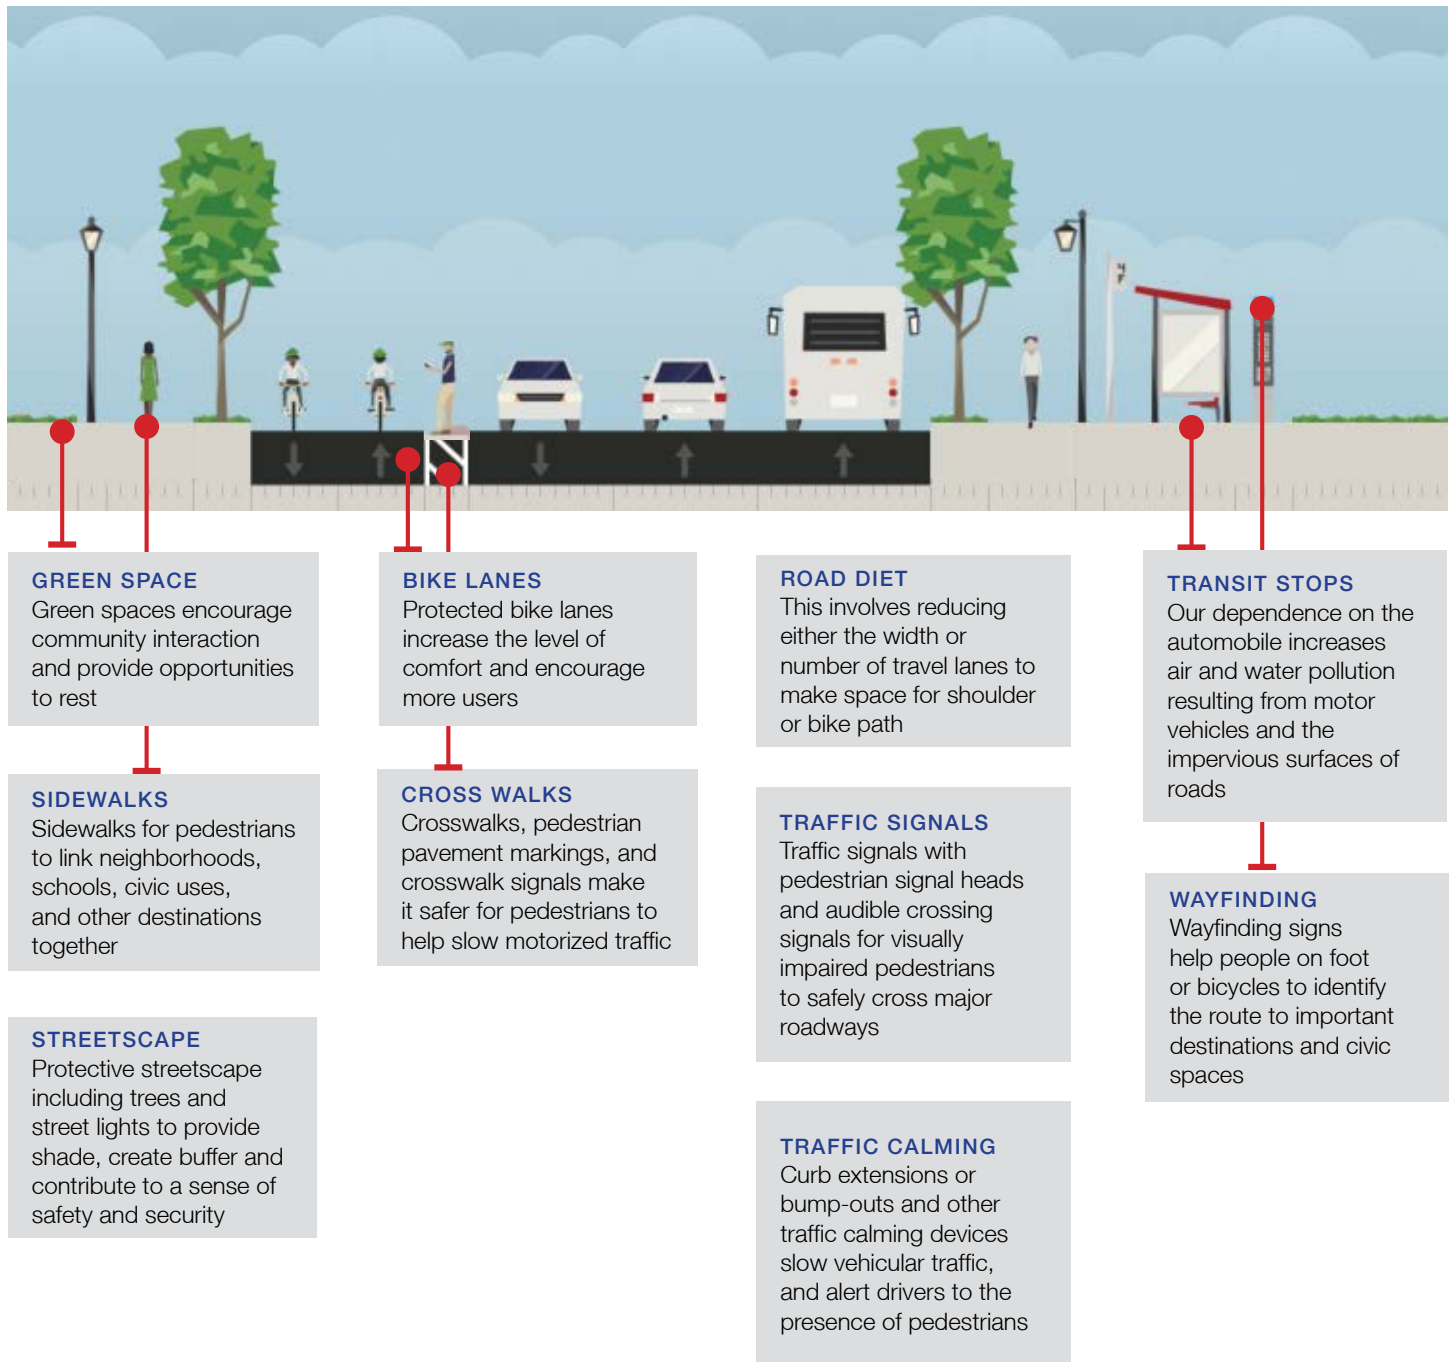 GREEN SPACE
Green spaces encourage
community interaction
and provide opportunities
to rest
SIDEWALKS
Sidewalks for pedestrians
to link neighborhoods,
schools, civic uses,
and other destinations
together
STREETSCAPE
Protective streetscape
including trees and
street lights to provide
shade, create buffer and
contribute to a sense of
safety and security
BIKE LANES
Protected bike lanes
increase the level of
comfort and encourage
more users
CROSS WALKS
Crosswalks, pedestrian
pavement markings, and
crosswalk signals make
it safer for pedestrians to
help slow motorized traffic
ROAD DIET
This involves reducing
either the width or
number of travel lanes to
make space for shoulder
or bike path
TRAFFIC SIGNALS
Traffic signals with
pedestrian signal heads
and audible crossing
signals for visually
impaired pedestrians
to safely cross major
roadways
TRAFFIC CALMING
Curb extensions or
bump-outs and other
traffic calming devices
slow vehicular traffic,
and alert drivers to the
presence of pedestrians
TRANSIT STOPS
Our dependence on the
automobile increases
air and water pollution
resulting from motor
vehicles and the
impervious surfaces of
roads
WAYFINDING
Wayfinding signs
help people on foot
or bicycles to identify
the route to important
destinations and civic
spaces